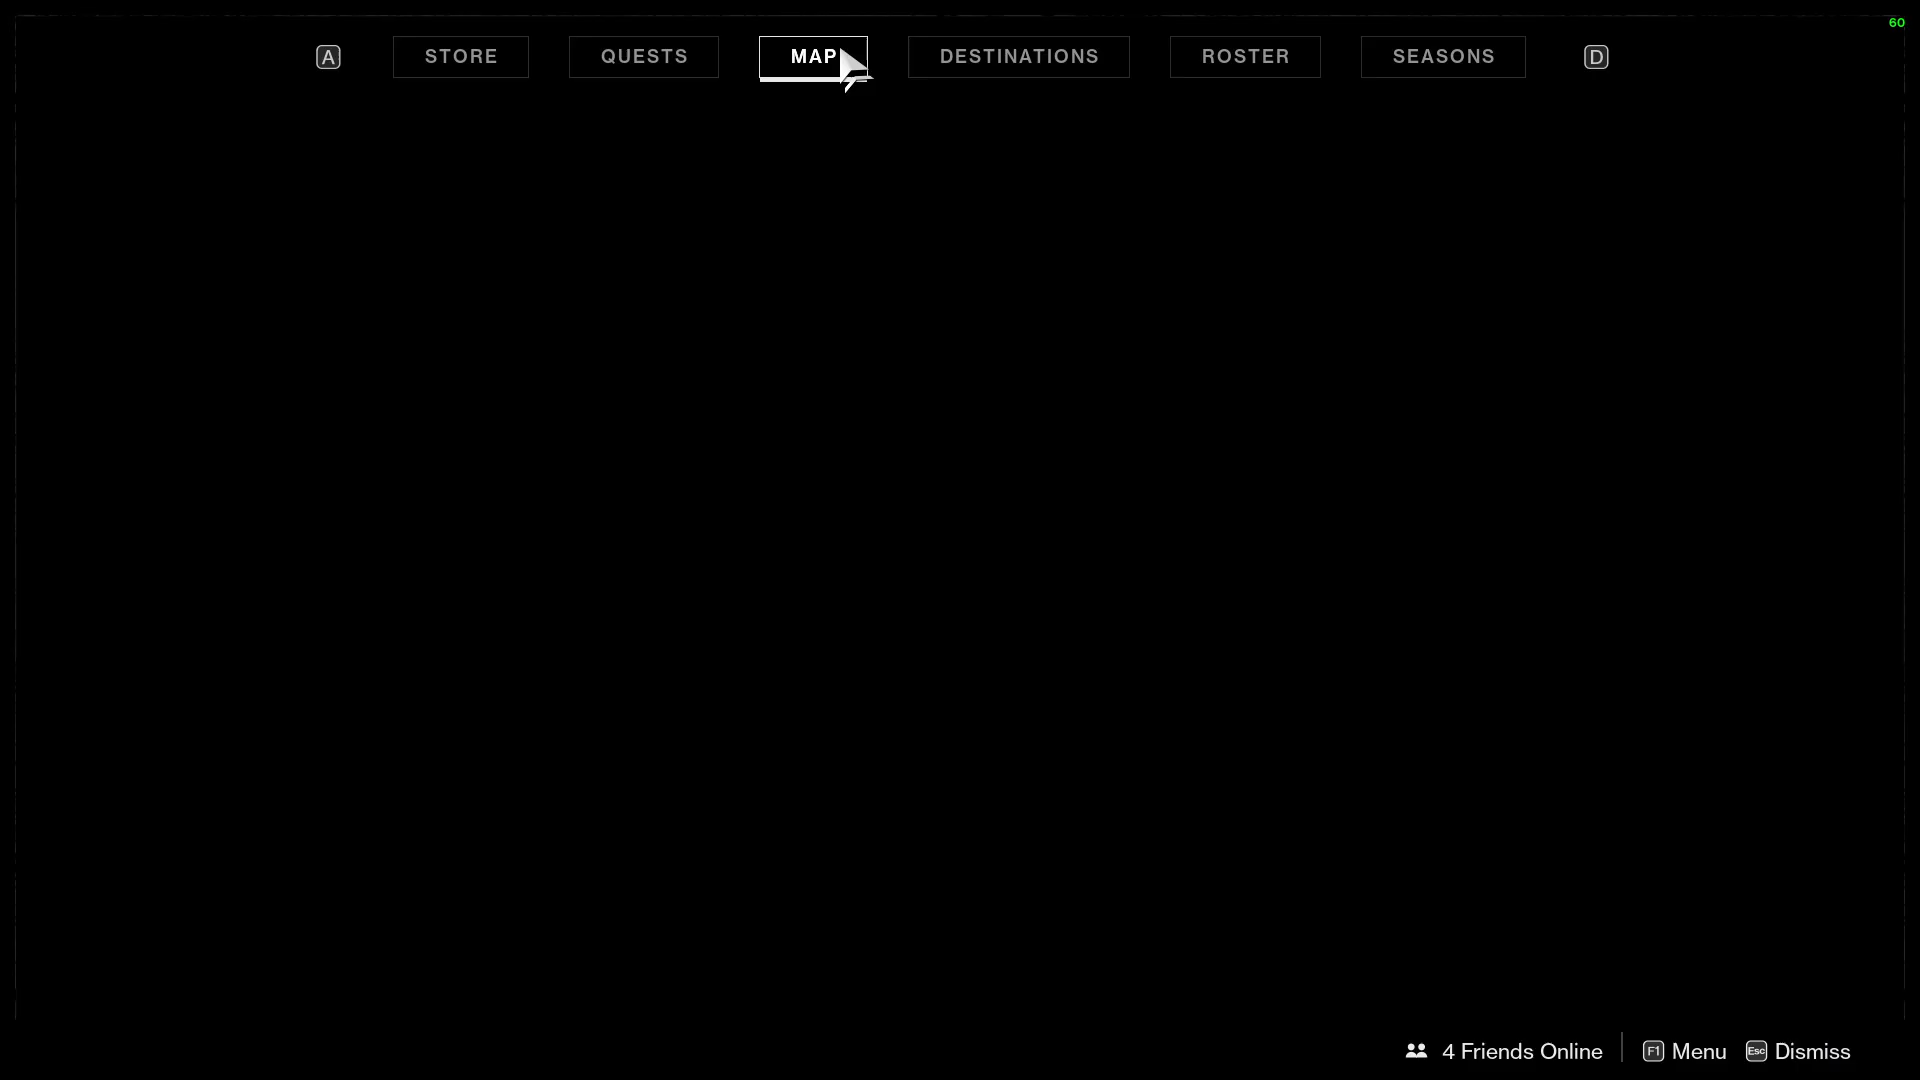 60
A STORE QUESTS MAP DESTINATIONS ROSTER SEASONS D
4 Friends Online F1 Menu Esc Dismiss